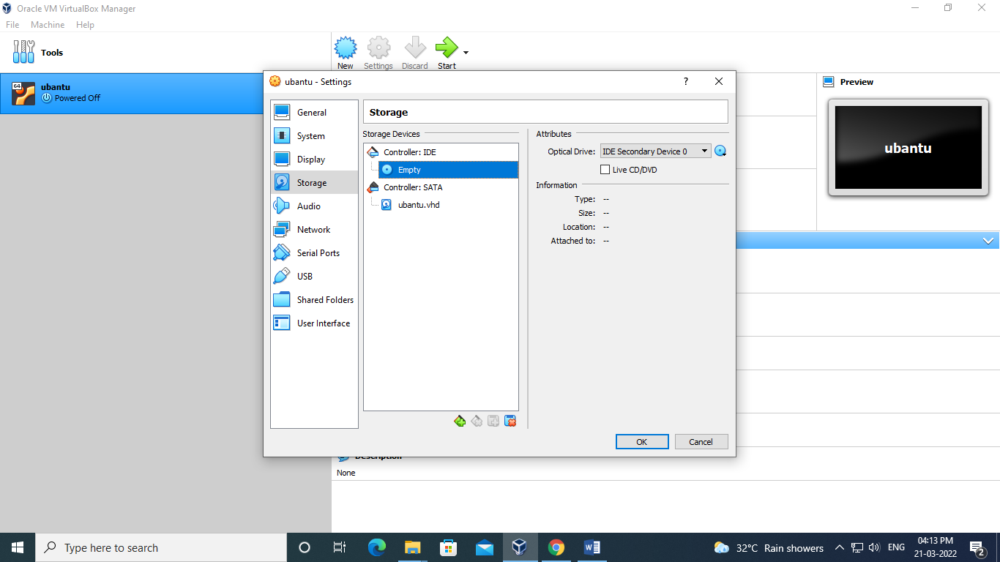 Oracle VM VirtualBox Manager
File Machine Help
Tools
New Settings Discard Start
64
ubantu
Powered Off
ubantu - Settings
?
General
System
Display
Storage
Audio
Network
Serial Ports
USB
Shared Folders
User Interface
Storage
Storage Devices
Controller: IDE
Empty
Controller: SATA
ubantu.vhd
Attributes
Optical Drive: IDE Secondary Device 0
Live CD/DVD
Information
Type: --
Size: --
Location: --
Attached to: --
OK Cancel
Preview
ubantu
Description
None
Type here to search
32°C Rain showers
ENG
04:13 PM
21-03-2022
2